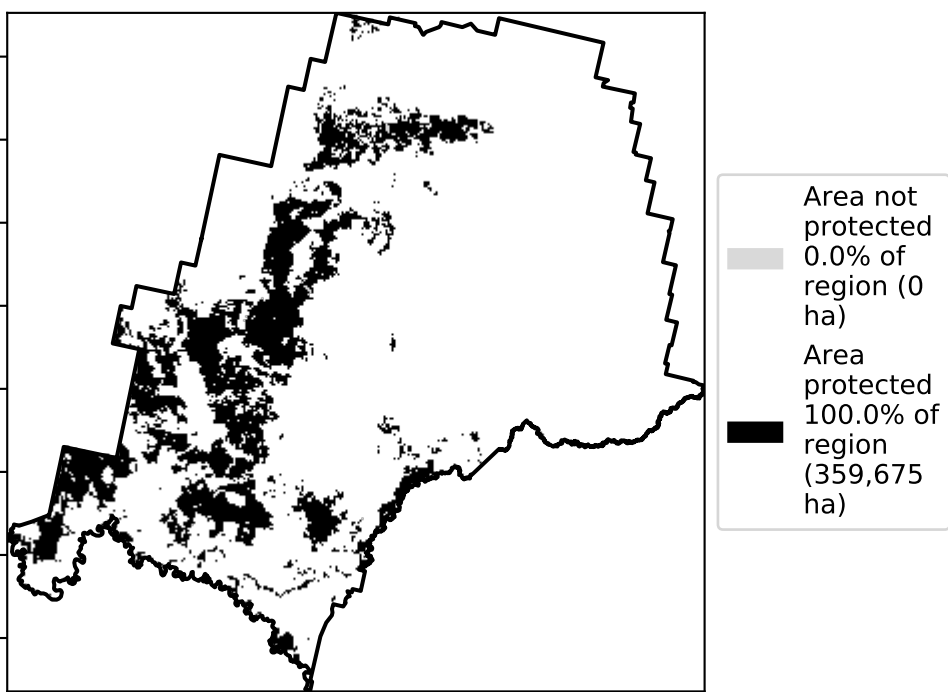 Area not
protected
0.0% of
region (0
ha)
Area
protected
100.0% of
region
(359,675
ha)